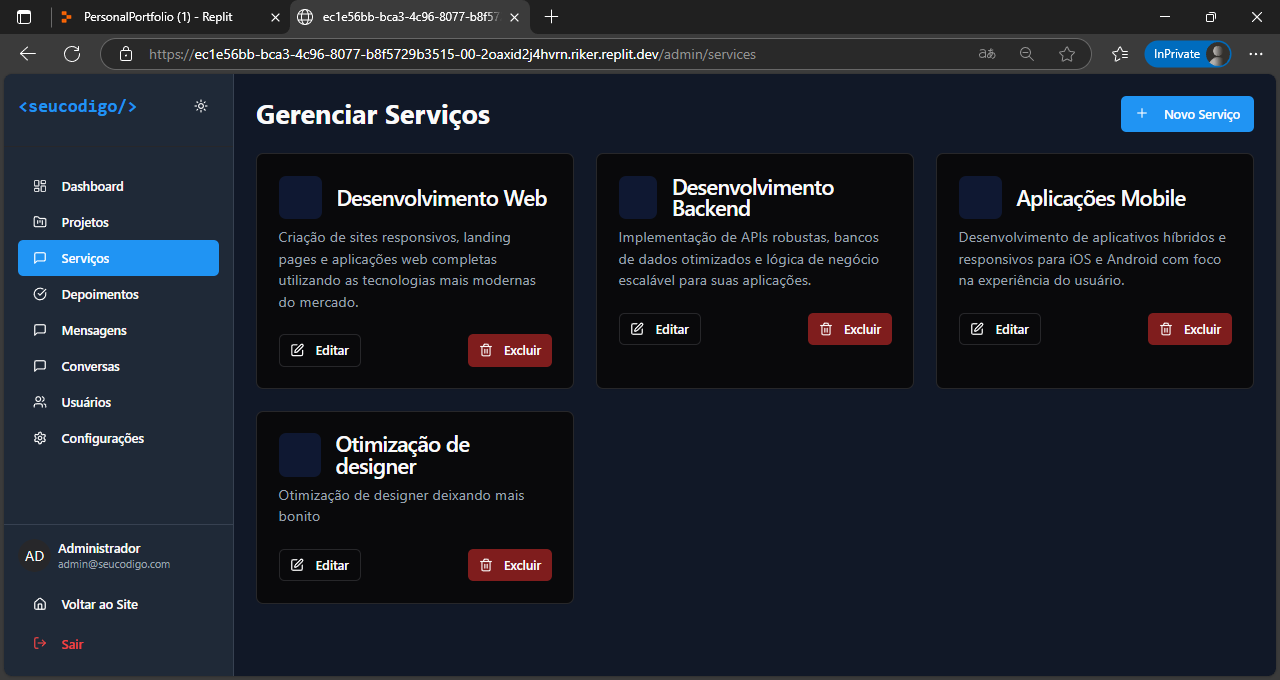 PersonalPortfolio (1) - Replit
ec1e56bb-bca3-4c96-8077-b8f57
https://ec1e56bb-bca3-4c96-8077-b8f5729b3515-00-2oaxid2j4hvrn.riker.replit.dev/admin/services
InPrivate
<seucodigo/>
Dashboard
Projetos
Serviços
Depoimentos
Mensagens
Conversas
Usuários
Configurações
AD
Administrador
admin@seucodigo.com
Voltar ao Site
Sair
Gerenciar Serviços
+ Novo Serviço
Desenvolvimento Web
Criação de sites responsivos, landing
pages e aplicações web completas
utilizando as tecnologias mais modernas
do mercado.
Editar
Excluir
Desenvolvimento
Backend
Implementação de APIs robustas, bancos
de dados otimizados e lógica de negócio
escalável para suas aplicações.
Editar
Excluir
Aplicações Mobile
Desenvolvimento de aplicativos híbridos e
responsivos para iOS e Android com foco
na experiência do usuário.
Editar
Excluir
Otimização de
designer
Otimização de designer deixando mais
bonito
Editar
Excluir